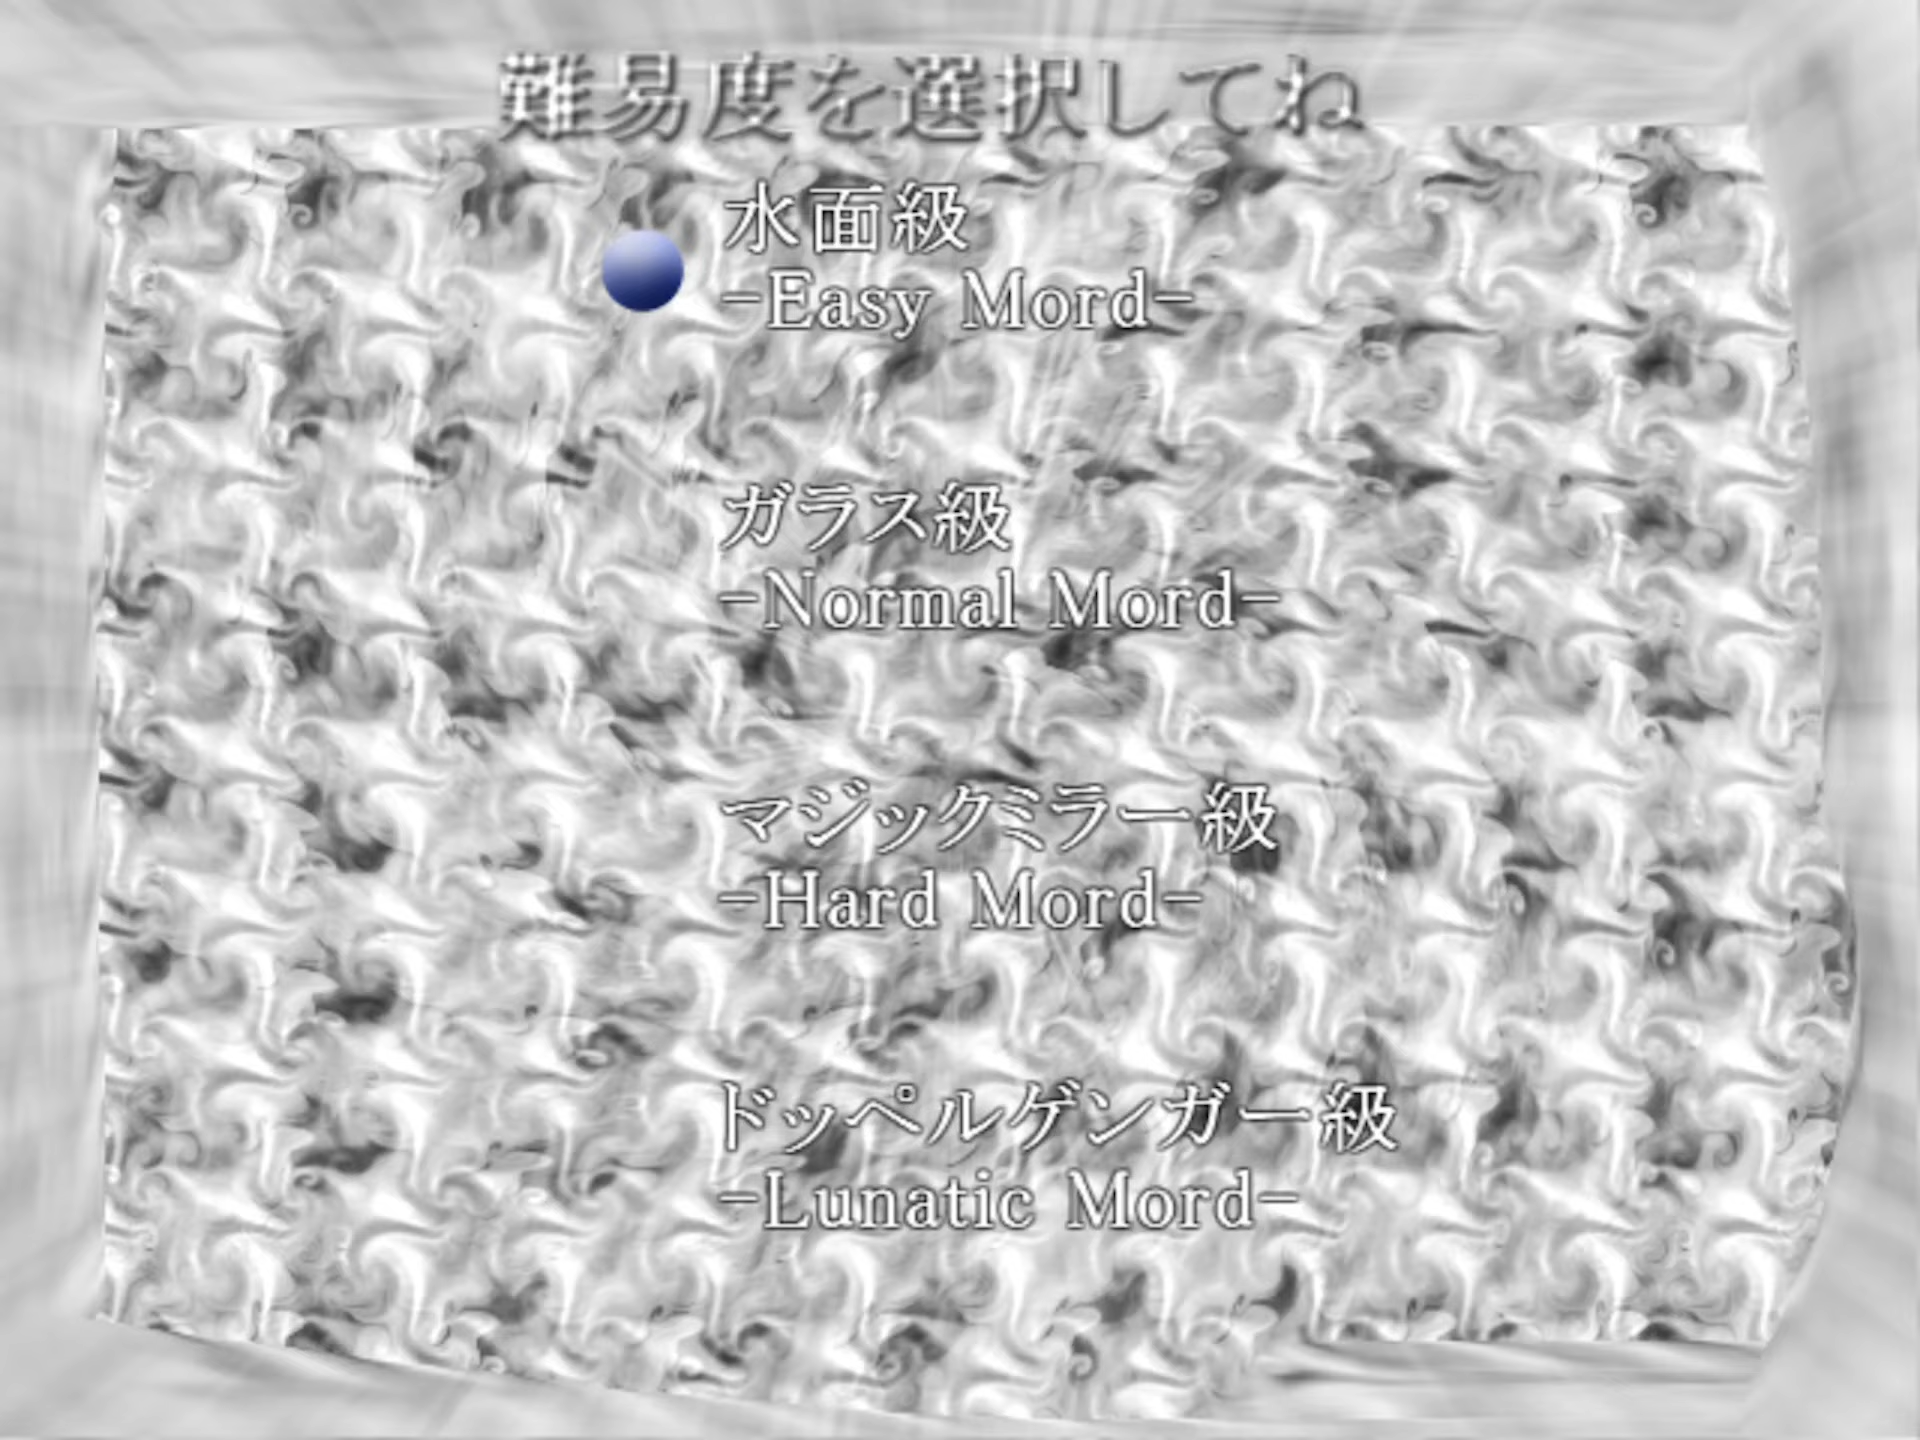 難易度を選択してね
水面級
-Easy Mord-
ガラス級
-Normal Mord-
マジックミラー級
-Hard Mord-
ドッペルゲンガー級
-Lunatic Mord-